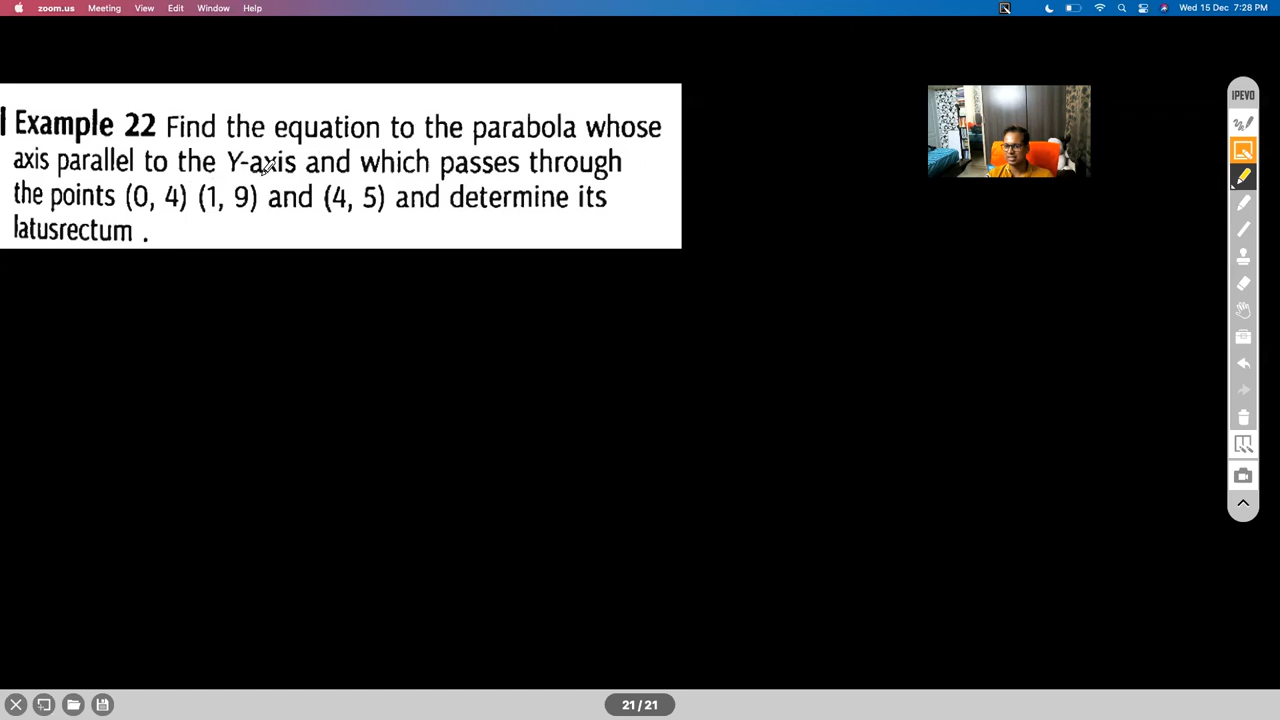 zoom.us Meeting View Edit Window Help Wed 15 Dec 7:28 PM
Example 22 Find the equation to the parabola whose
axis parallel to the Y-axis and which passes through
the points (0, 4) (1, 9) and (4, 5) and determine its
latusrectum .
IPEVO
21/21